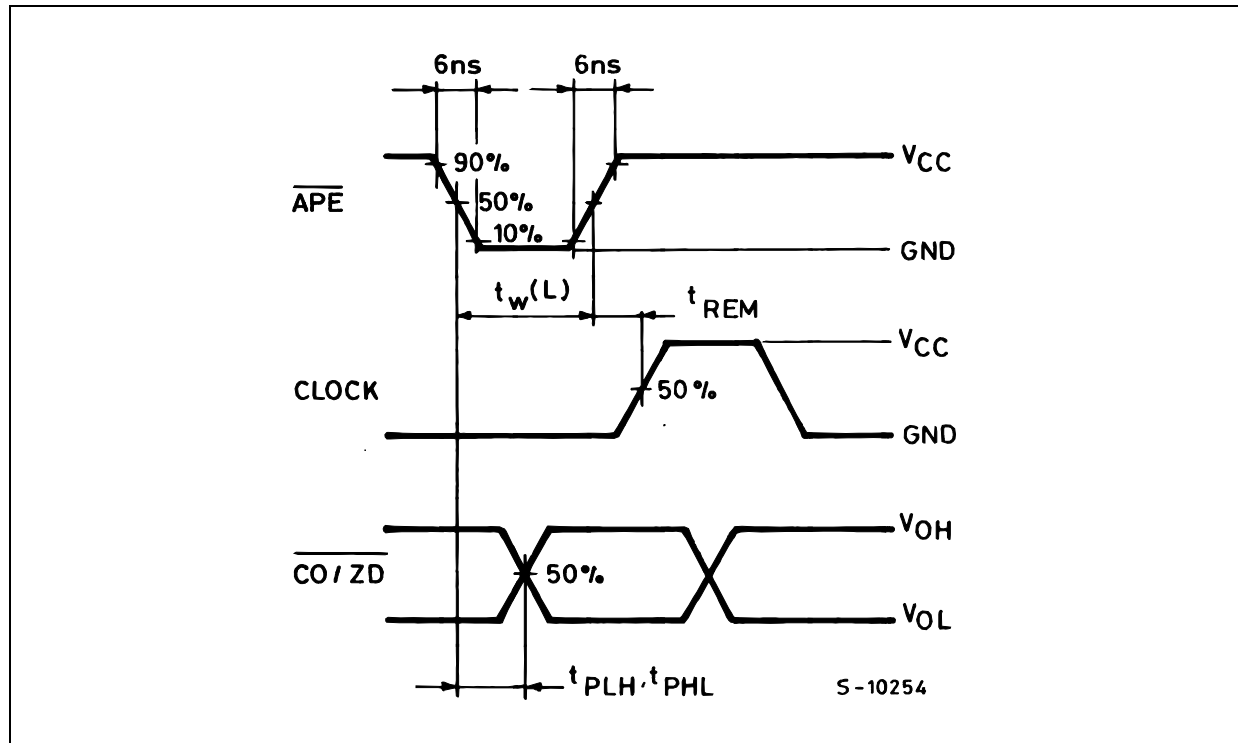 6ns 6ns
90%
VCC
APE
50%
10%
GND
tw(L)
tREM
VCC
CLOCK
50%
GND
VOH
CO/ZD
50%
VOL
tPLH,tPHL
S-10254